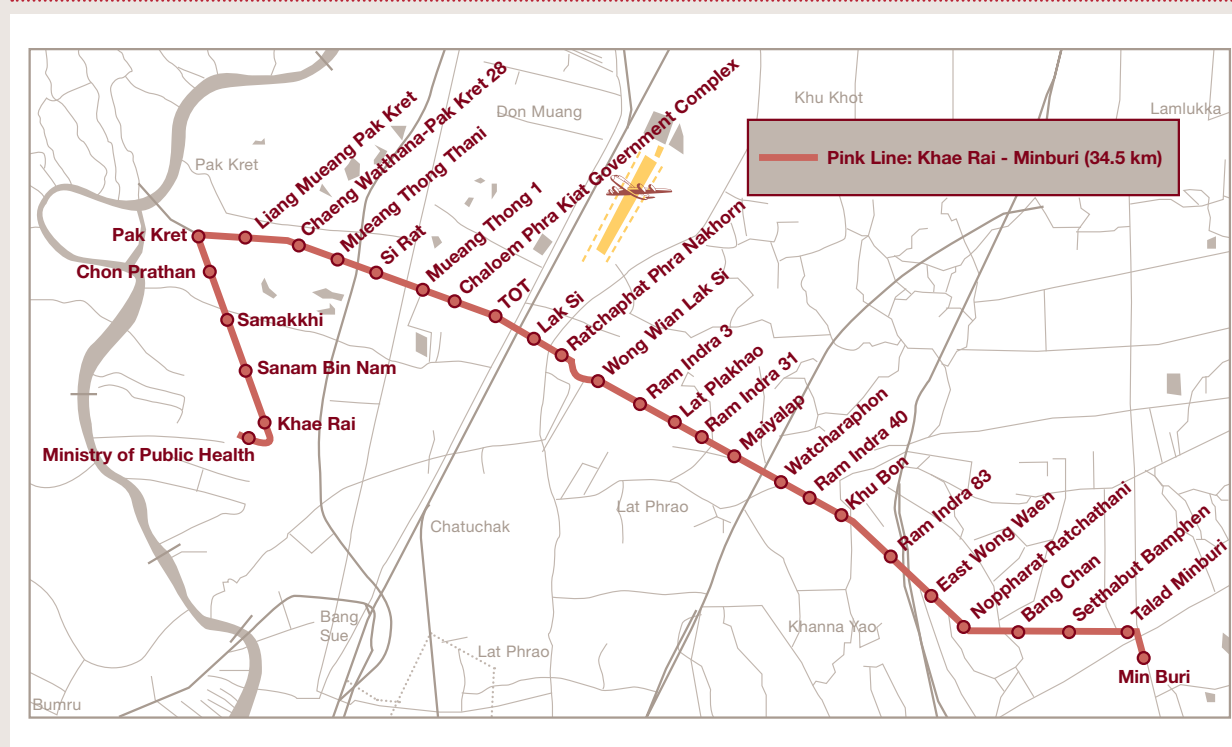 Pink Line: Khae Rai - Minburi (34.5 km)
Khu Khot
Lamlukka
Don Muang
Pak Kret
Chatuchak
Lat Phrao
Bang
Sue
Lat Phrao
Khanna Yao
Bumru
Ministry of Public Health
Khae Rai
Sanam Bin Nam
Samakkhi
Chon Prathan
Pak Kret
Liang Mueang Pak Kret
Chaeng Watthana-Pak Kret 28
Mueang Thong Thani
Si Rat
Mueang Thong 1
Chaloem Phra Kiat Government Complex
TOT
Lak Si
Ratchaphat Phra Nakhorn
Wong Wian Lak Si
Ram Indra 3
Lat Plakhao
Ram Indra 31
Maiyalap
Watcharaphon
Ram Indra 40
Khu Bon
Ram Indra 83
East Wong Waen
Noppharat Ratchathani
Bang Chan
Setthabut Bamphen
Talad Minburi
Min Buri